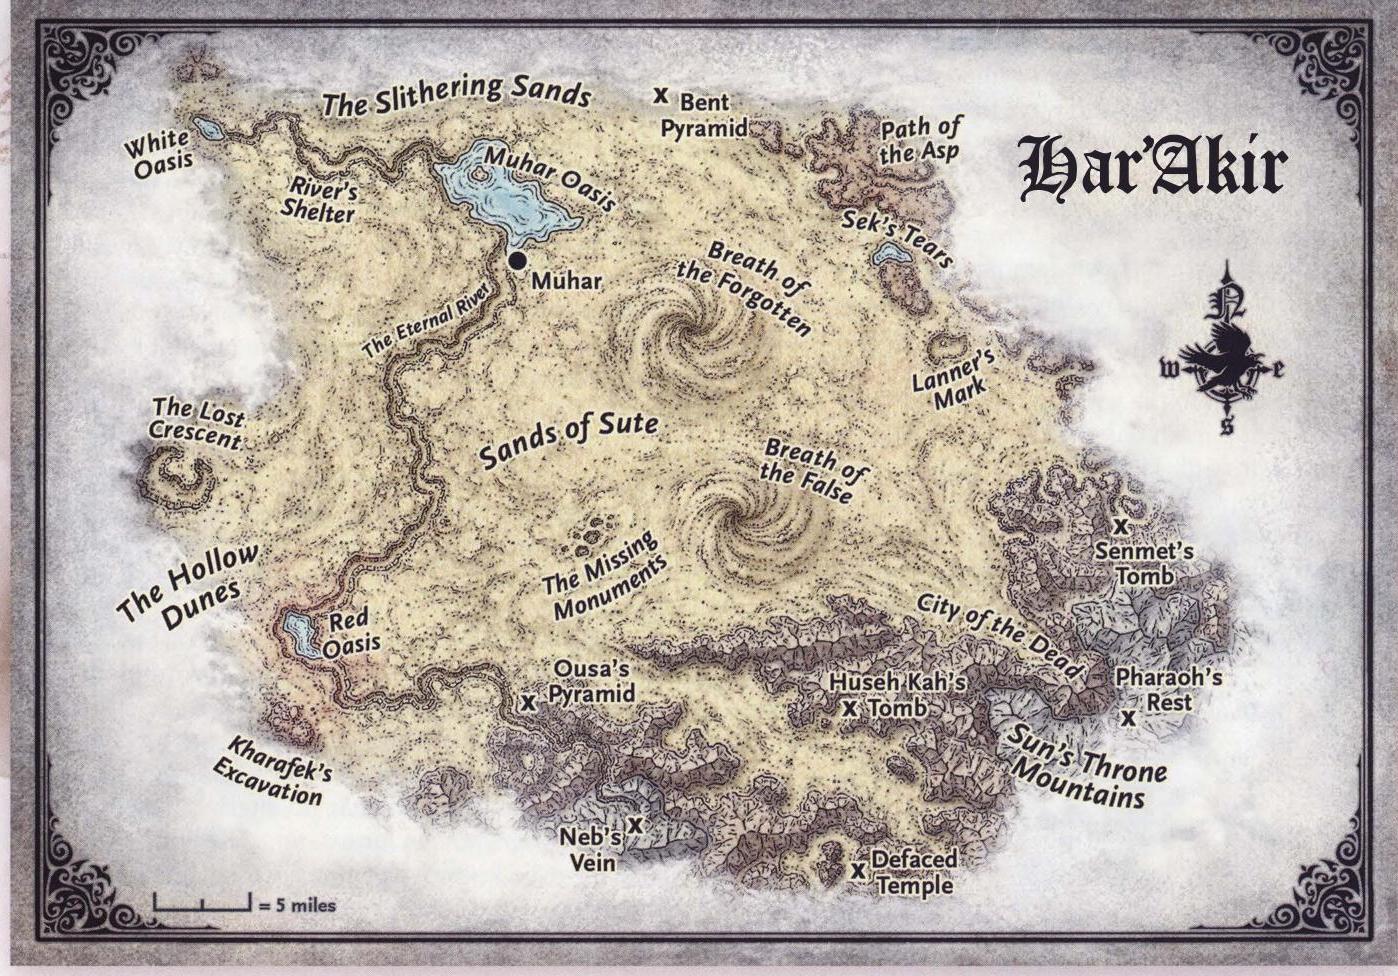 The Slithering Sands
Bent
Pyramid
Path of
the Asp
Har'Akir
White
Oasis
Muhar Oasis
River's
Shelter
Sek's Tears
Breath of
the Forgotten
Muhar
The Eternal River
N
w e
s
Lanner's
Mark
The Lost
Crescent
Sands of Sute
Breath of
the False
Senmet's
Tomb
The Missing
Monuments
The Hollow
Dunes
City of the Dead
Red
Oasis
Ousa's
Pyramid
Huseh Kah's
Tomb
Pharaoh's
Rest
Sun's Throne
Mountains
Kharafek's
Excavation
Neb's
Vein
Defaced
Temple
= 5 miles